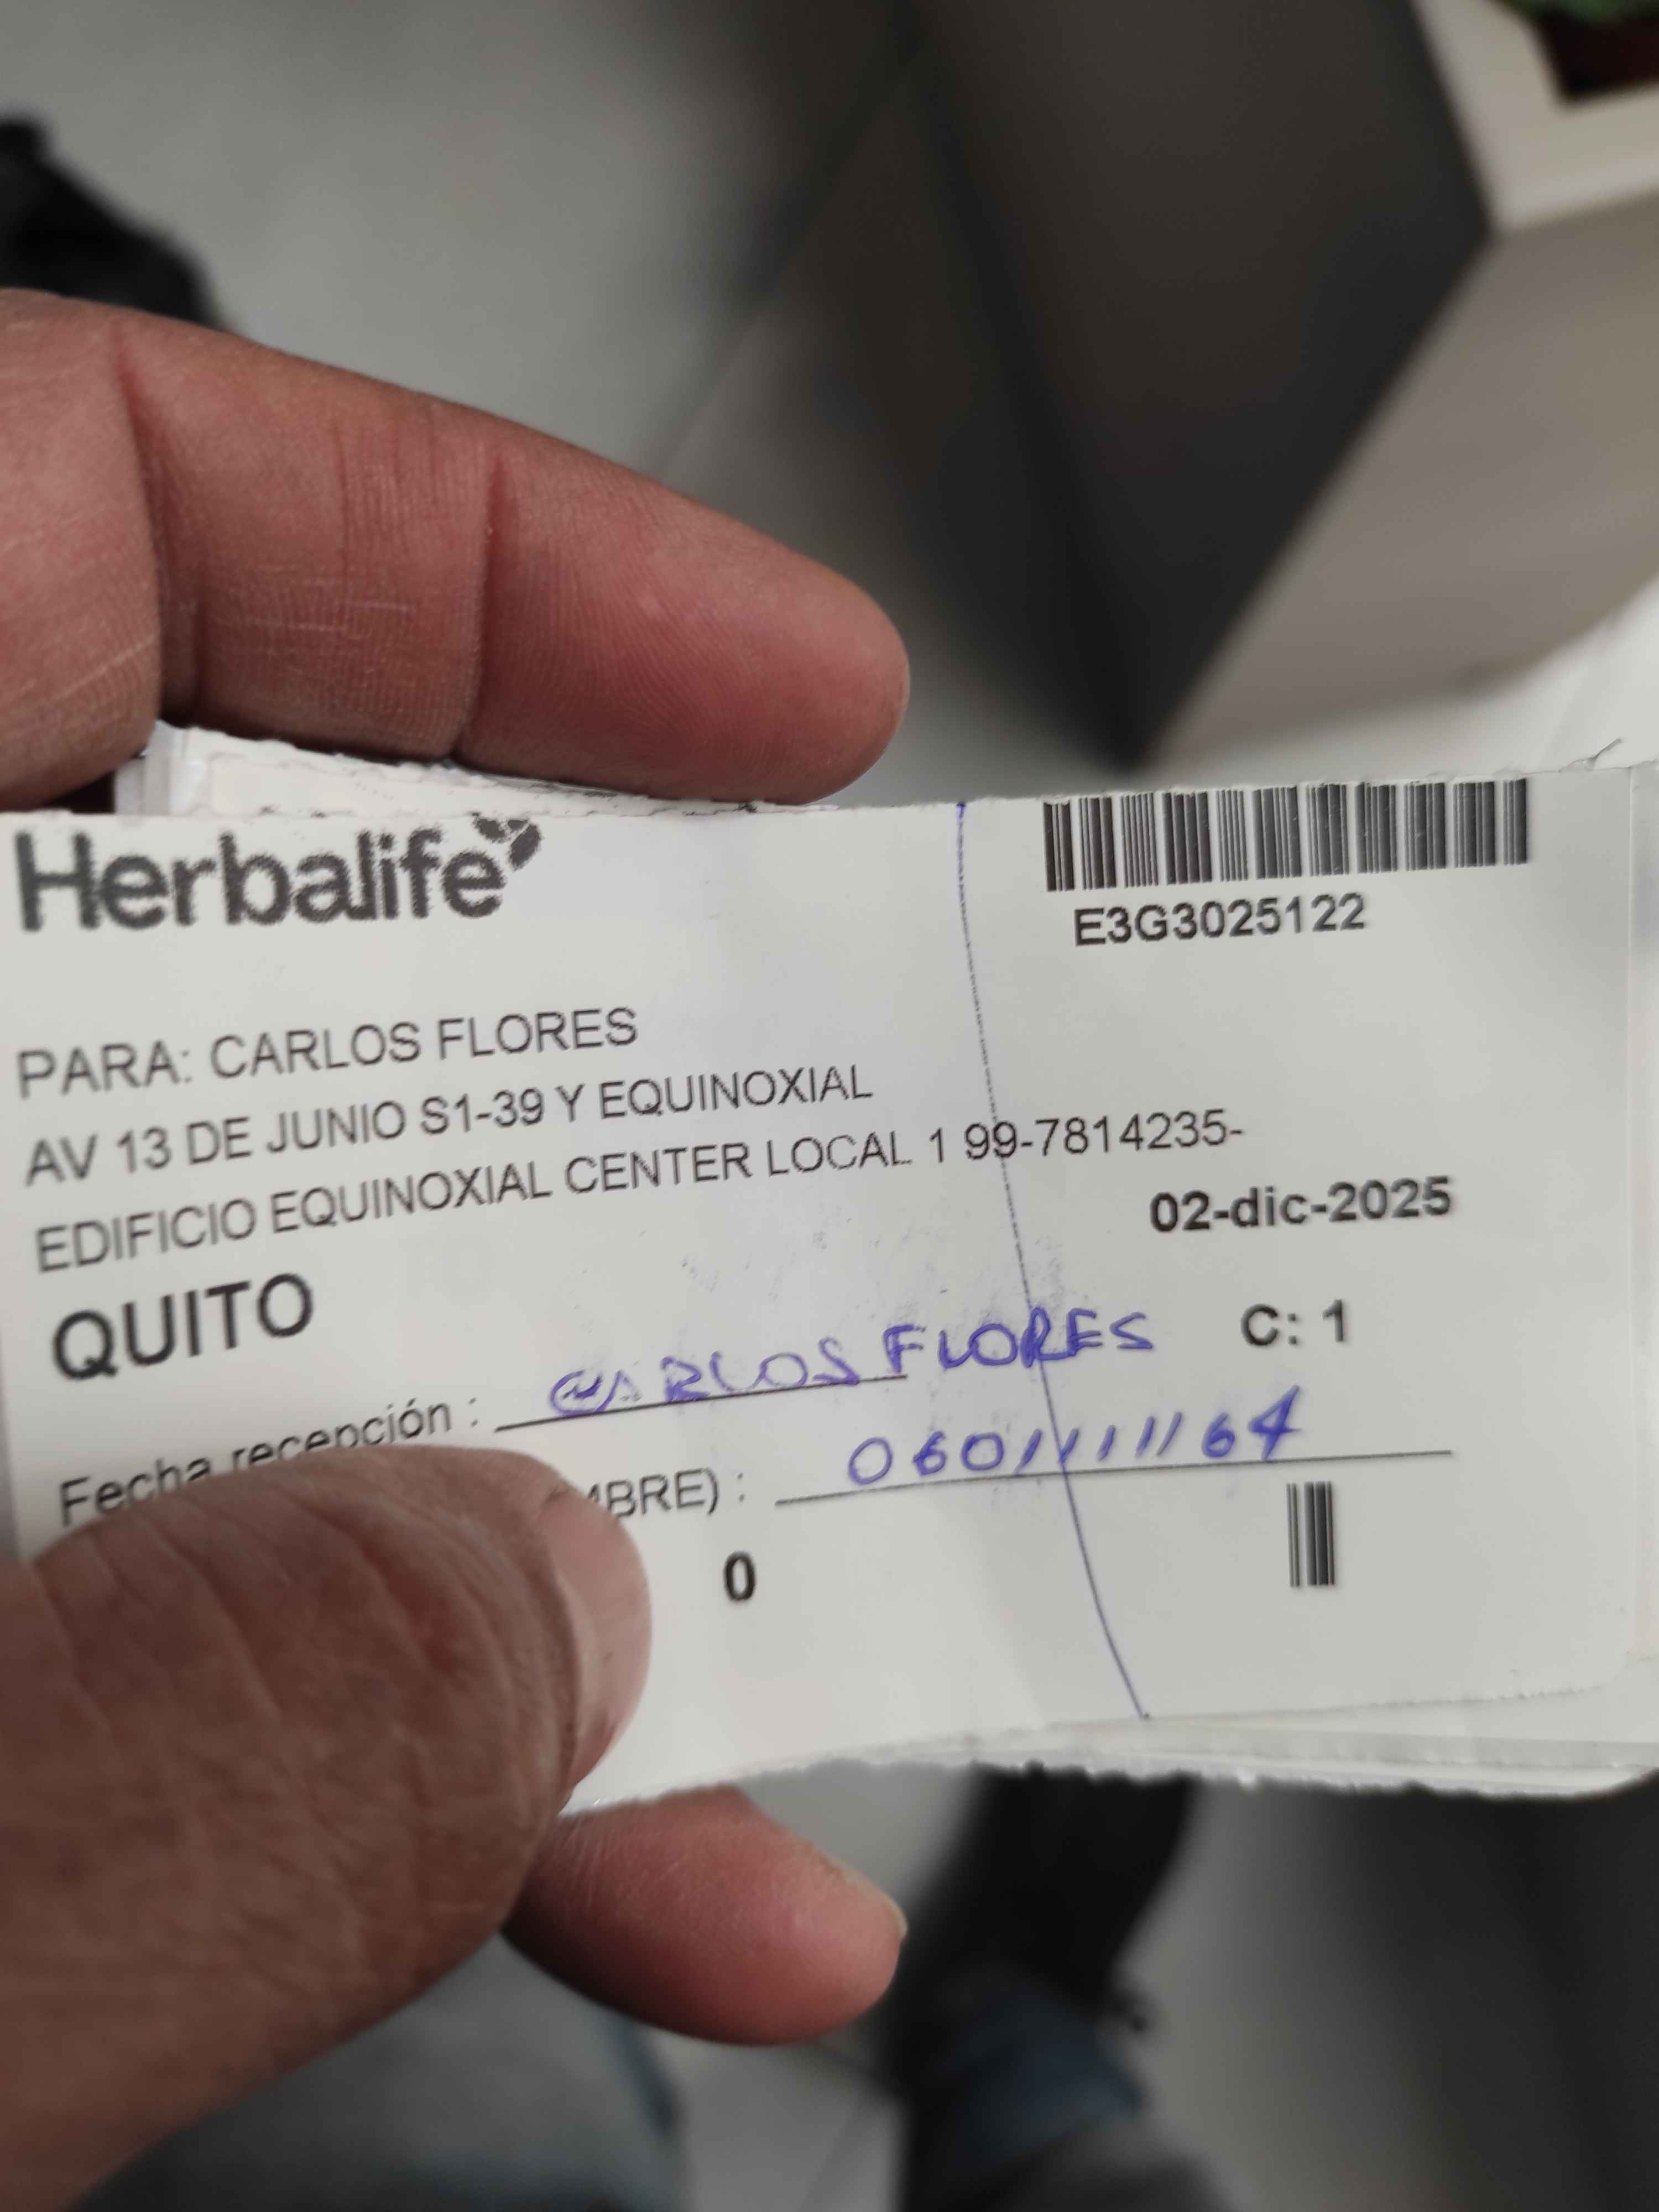 Herbalife
E3G3025122
PARA: CARLOS FLORES
AV 13 DE JUNIO S1-39 Y EQUINOXIAL
EDIFICIO EQUINOXIAL CENTER LOCAL 1 99-7814235-
02-dic-2025
QUITO
C: 1
Fecha recepción : CARLOS FLORES
MBRE) :
0